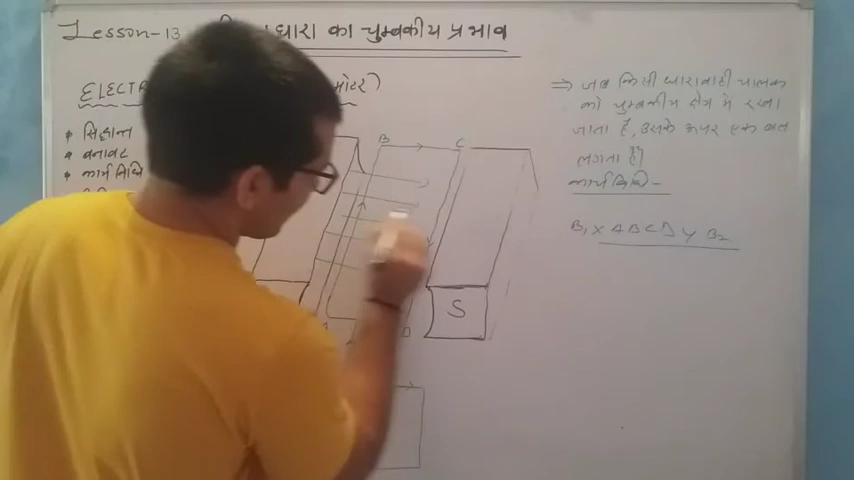 Lesson-13 धारा का चुम्बकीय प्रभाव
ELECTR मोटर)
* सिद्धान्त
* बनावट
* कार्य विधि
B C
S
D
⇒ जब किसी धारावाही चालक
को चुम्बकीय क्षेत्र में रखा
जाता है, उसके ऊपर एक बल
लगता है।
कार्यविधि -
B₁ X A B C D Y B₂